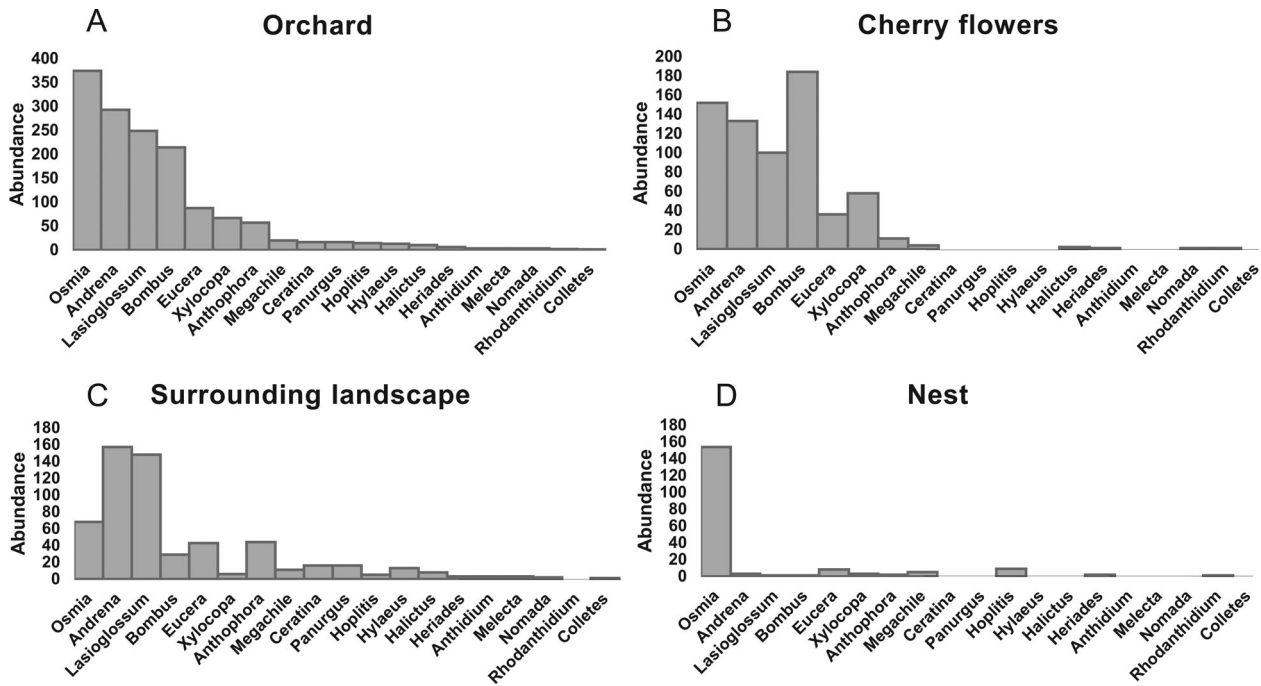 A
Orchard
Abundance
400
350
300
250
200
150
100
50
0
Osmia
Andrena
Lasioglossum
Bombus
Eucera
Xylocopa
Anthophora
Megachile
Ceratina
Panurgus
Hoplitis
Hylaeus
Halictus
Heriades
Anthidium
Melecta
Nomada
Rhodanthidium
Colletes
B
Cherry flowers
Abundance
200
180
160
140
120
100
80
60
40
20
0
Osmia
Andrena
Lasioglossum
Bombus
Eucera
Xylocopa
Anthophora
Megachile
Ceratina
Panurgus
Hoplitis
Hylaeus
Halictus
Heriades
Anthidium
Melecta
Nomada
Rhodanthidium
Colletes
C
Surrounding landscape
Abundance
180
160
140
120
100
80
60
40
20
0
Osmia
Andrena
Lasioglossum
Bombus
Eucera
Xylocopa
Anthophora
Megachile
Ceratina
Panurgus
Hoplitis
Hylaeus
Halictus
Heriades
Anthidium
Melecta
Nomada
Rhodanthidium
Colletes
D
Nest
Abundance
180
160
140
120
100
80
60
40
20
0
Osmia
Andrena
Lasioglossum
Bombus
Eucera
Xylocopa
Anthophora
Megachile
Ceratina
Panurgus
Hoplitis
Hylaeus
Halictus
Heriades
Anthidium
Melecta
Nomada
Rhodanthidium
Colletes